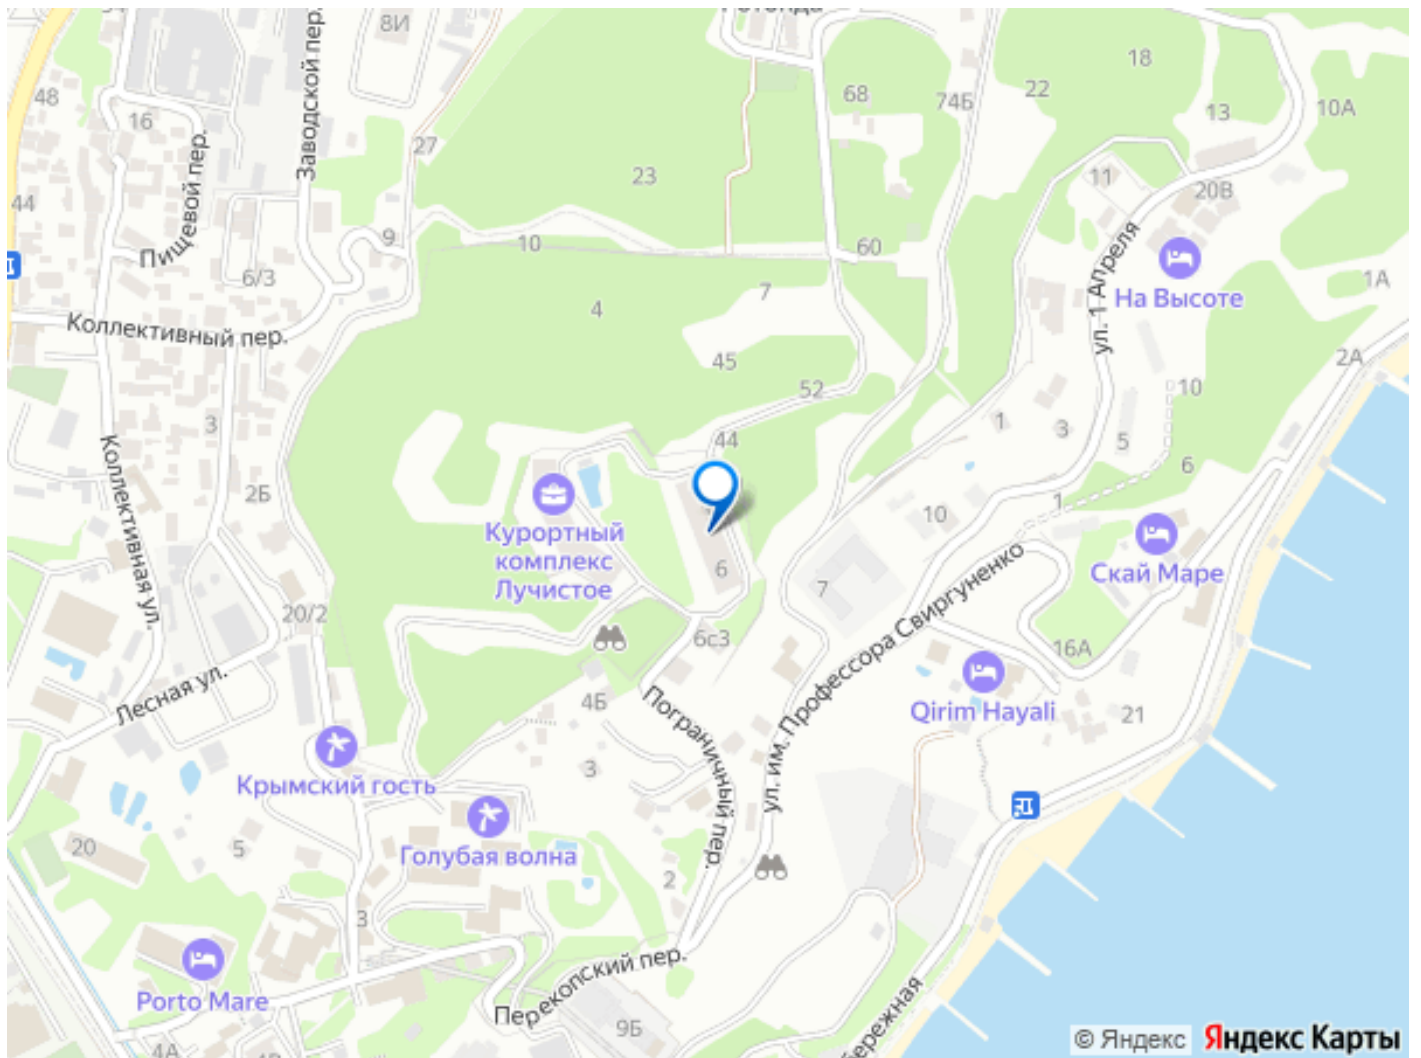 8И
18
48
16
Заводской пер.
68
74Б
22
13
10А
27
Пищевой пер.
23
11
20В
44
9
10
60
ул. 1 Апреля
6/3
7
1А
На Высоте
4
Коллективный пер.
45
2А
52
10
3
44
1
3
5
6
Коллективная ул.
2Б
Курортный
комплекс
Лучистое
10
1
6
7
Скай Маре
20/2
6с3
ул. им. Профессора Свиргуненко
16А
Лесная ул.
4Б
Qirim Hayali
21
Крымский гость
3
Пограничный пер.
20
5
Голубая волна
2
3
Porto Mare
Перекопский пер.
9Б
4А
© Яндекс
Яндекс Карты